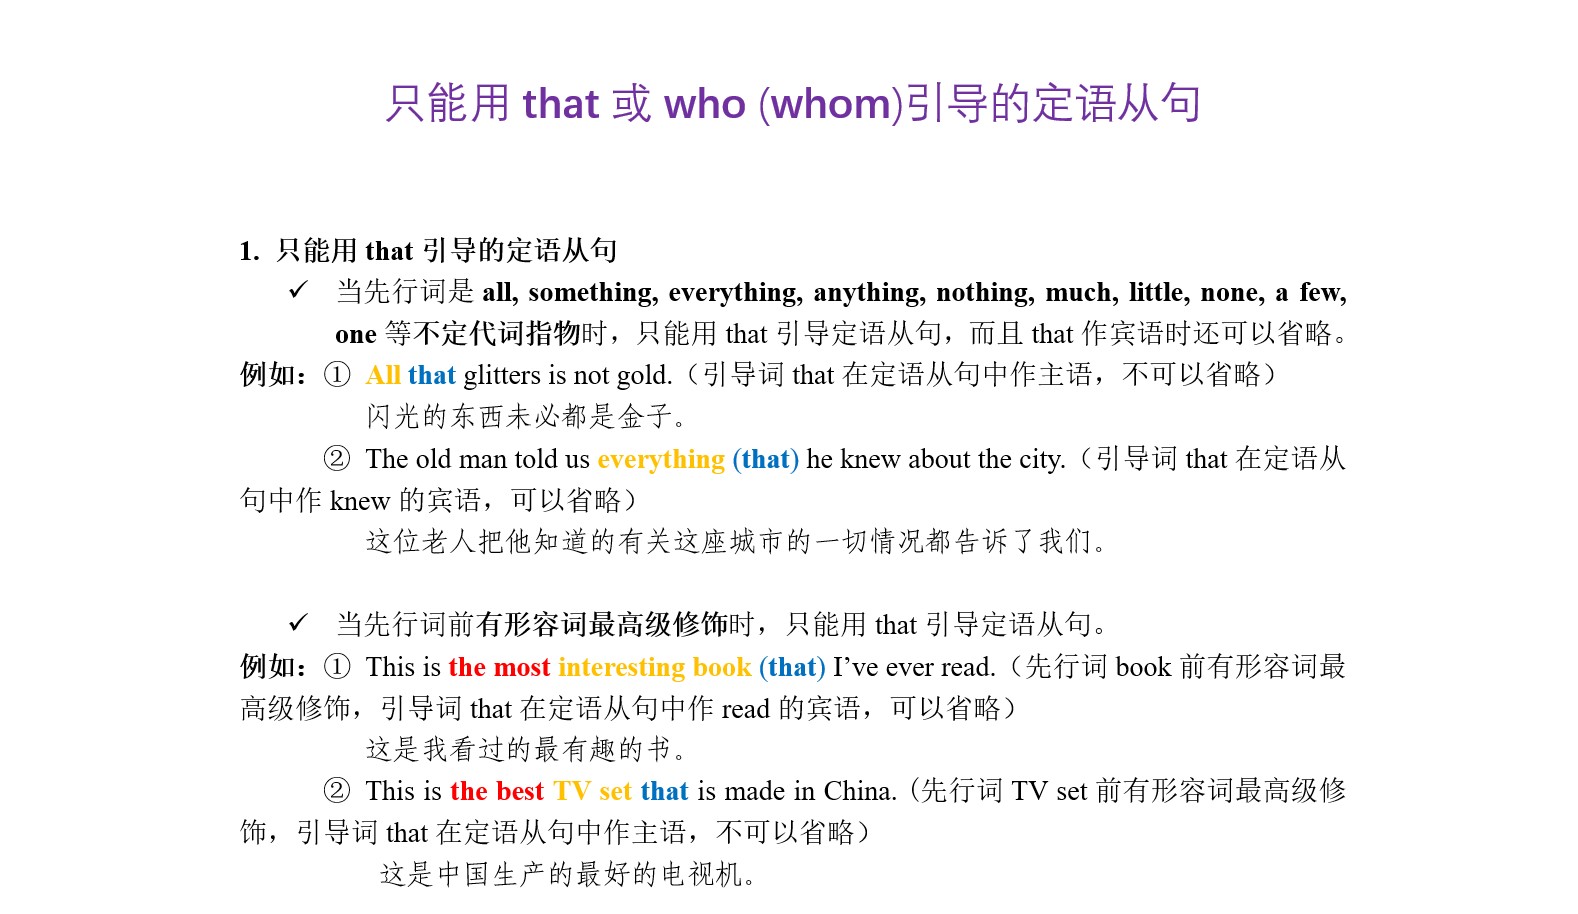 只能用 that 或 who (whom)引导的定语从句
1. 只能用 that 引导的定语从句
✓ 当先行词是 all, something, everything, anything, nothing, much, little, none, a few,
one 等不定代词指物时，只能用 that 引导定语从句，而且 that 作宾语时还可以省略。
例如：① All that glitters is not gold.（引导词 that 在定语从句中作主语，不可以省略）
闪光的东西未必都是金子。
② The old man told us everything (that) he knew about the city.（引导词 that 在定语从
句中作 knew 的宾语，可以省略）
这位老人把他知道的有关这座城市的一切情况都告诉了我们。
✓ 当先行词前有形容词最高级修饰时，只能用 that 引导定语从句。
例如：① This is the most interesting book (that) I’ve ever read.（先行词 book 前有形容词最
高级修饰，引导词 that 在定语从句中作 read 的宾语，可以省略）
这是我看过的最有趣的书。
② This is the best TV set that is made in China.（先行词 TV set 前有形容词最高级修
饰，引导词 that 在定语从句中作主语，不可以省略）
这是中国生产的最好的电视机。